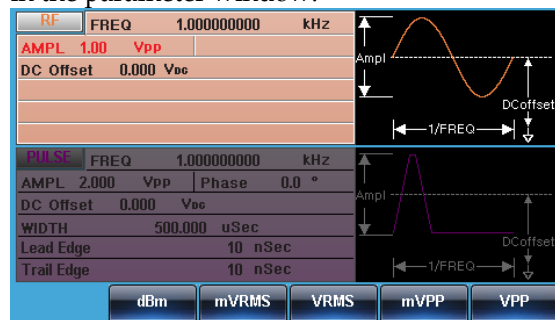 in the parameter window.
RF FREQ 1.000000000 kHz
AMPL 1.00 Vpp
DC Offset 0.000 VDC
Ampl
DCoffset
1/FREQ
PULSE FREQ 1.000000000 kHz
AMPL 2.000 Vpp Phase 0.0 °
DC Offset 0.000 VDC
WIDTH 500.000 uSec
Lead Edge 10 nSec
Trail Edge 10 nSec
Ampl
DCoffset
1/FREQ
dBm mVRMS VRMS mVPP VPP